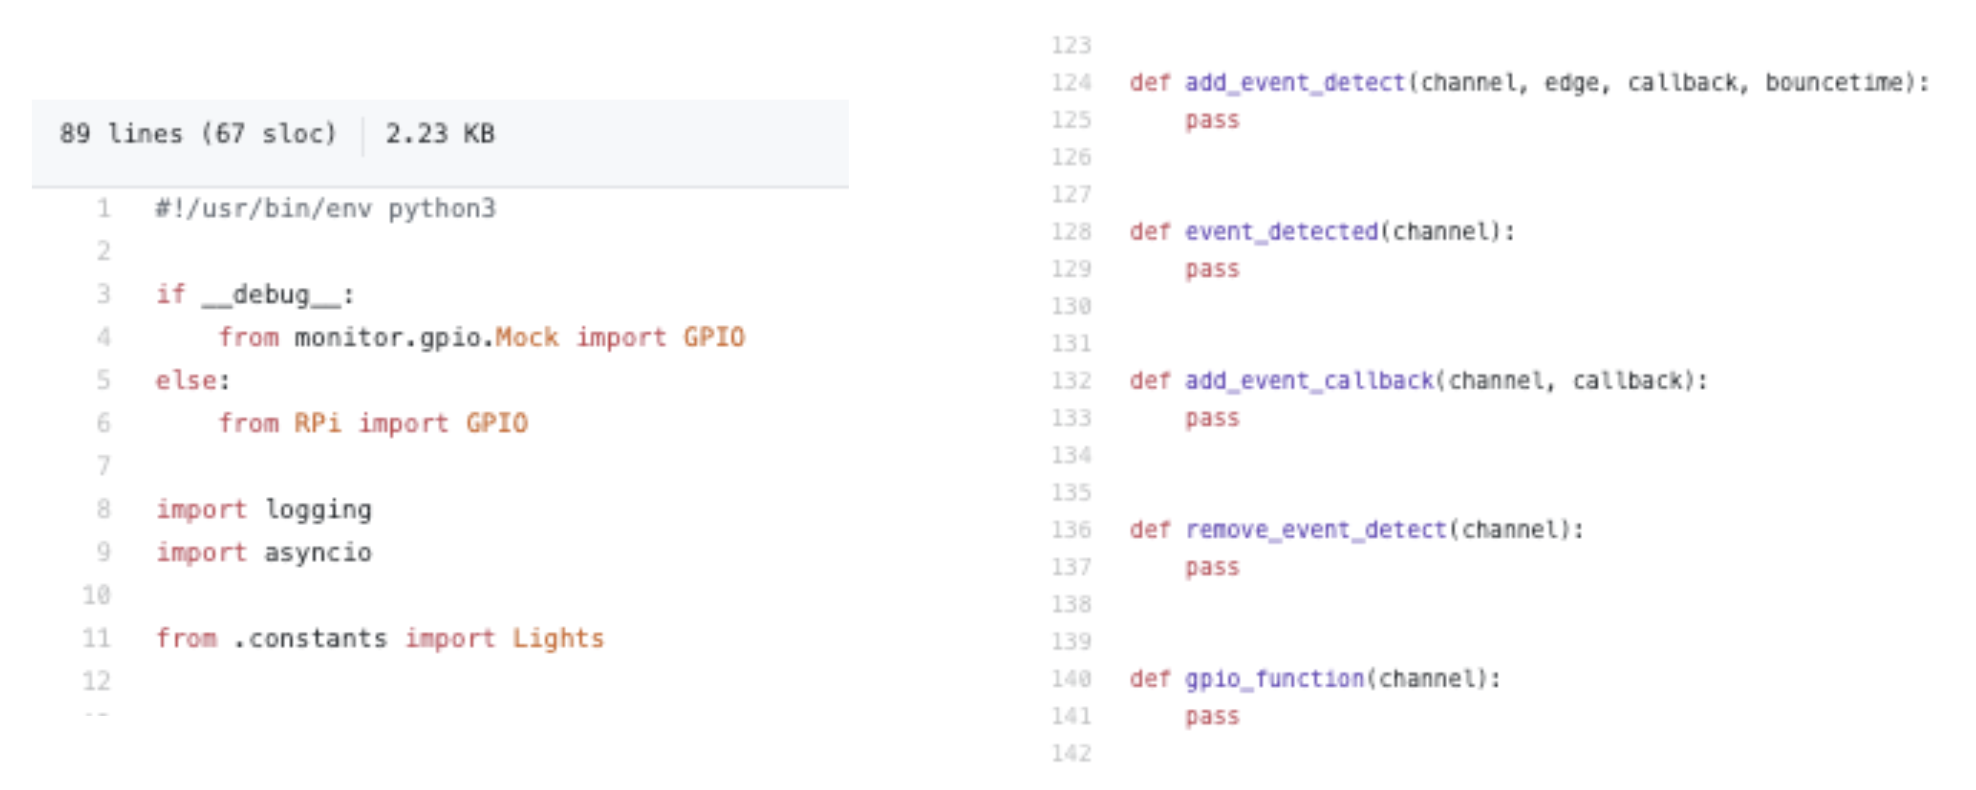 89 lines (67 sloc) 2.23 KB
1 #!/usr/bin/env python3
2
3 if __debug__:
4     from monitor.gpio.Mock import GPIO
5 else:
6     from RPi import GPIO
7
8 import logging
9 import asyncio
10
11 from .constants import Lights
12
123
124 def add_event_detect(channel, edge, callback, bouncetime):
125     pass
126
127
128 def event_detected(channel):
129     pass
130
131
132 def add_event_callback(channel, callback):
133     pass
134
135
136 def remove_event_detect(channel):
137     pass
138
139
140 def gpio_function(channel):
141     pass
142